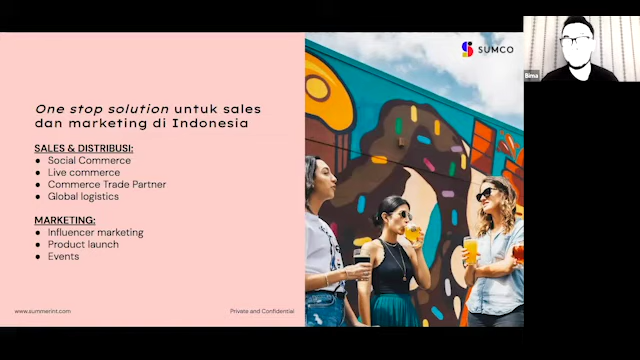 SUMCO
Bima
One stop solution untuk sales
dan marketing di Indonesia
SALES & DISTRIBUSI:
● Social Commerce
● Live commerce
● Commerce Trade Partner
● Global logistics
MARKETING:
● Influencer marketing
● Product launch
● Events
www.summerint.com
Private and Confidential